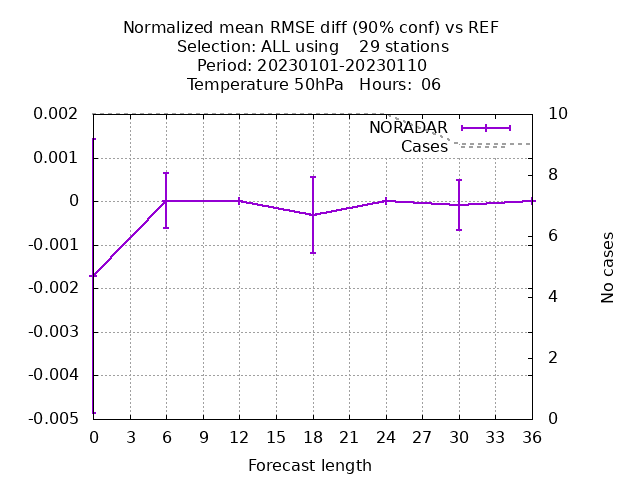 Normalized mean RMSE diff (90% conf) vs REF
Selection: ALL using    29 stations
Period: 20230101-20230110
Temperature 50hPa   Hours:  06
0.002
0.001
0
-0.001
-0.002
-0.003
-0.004
-0.005
NORADAR
Cases
10
8
6
4
2
0
No cases
0 3 6 9 12 15 18 21 24 27 30 33 36
Forecast length